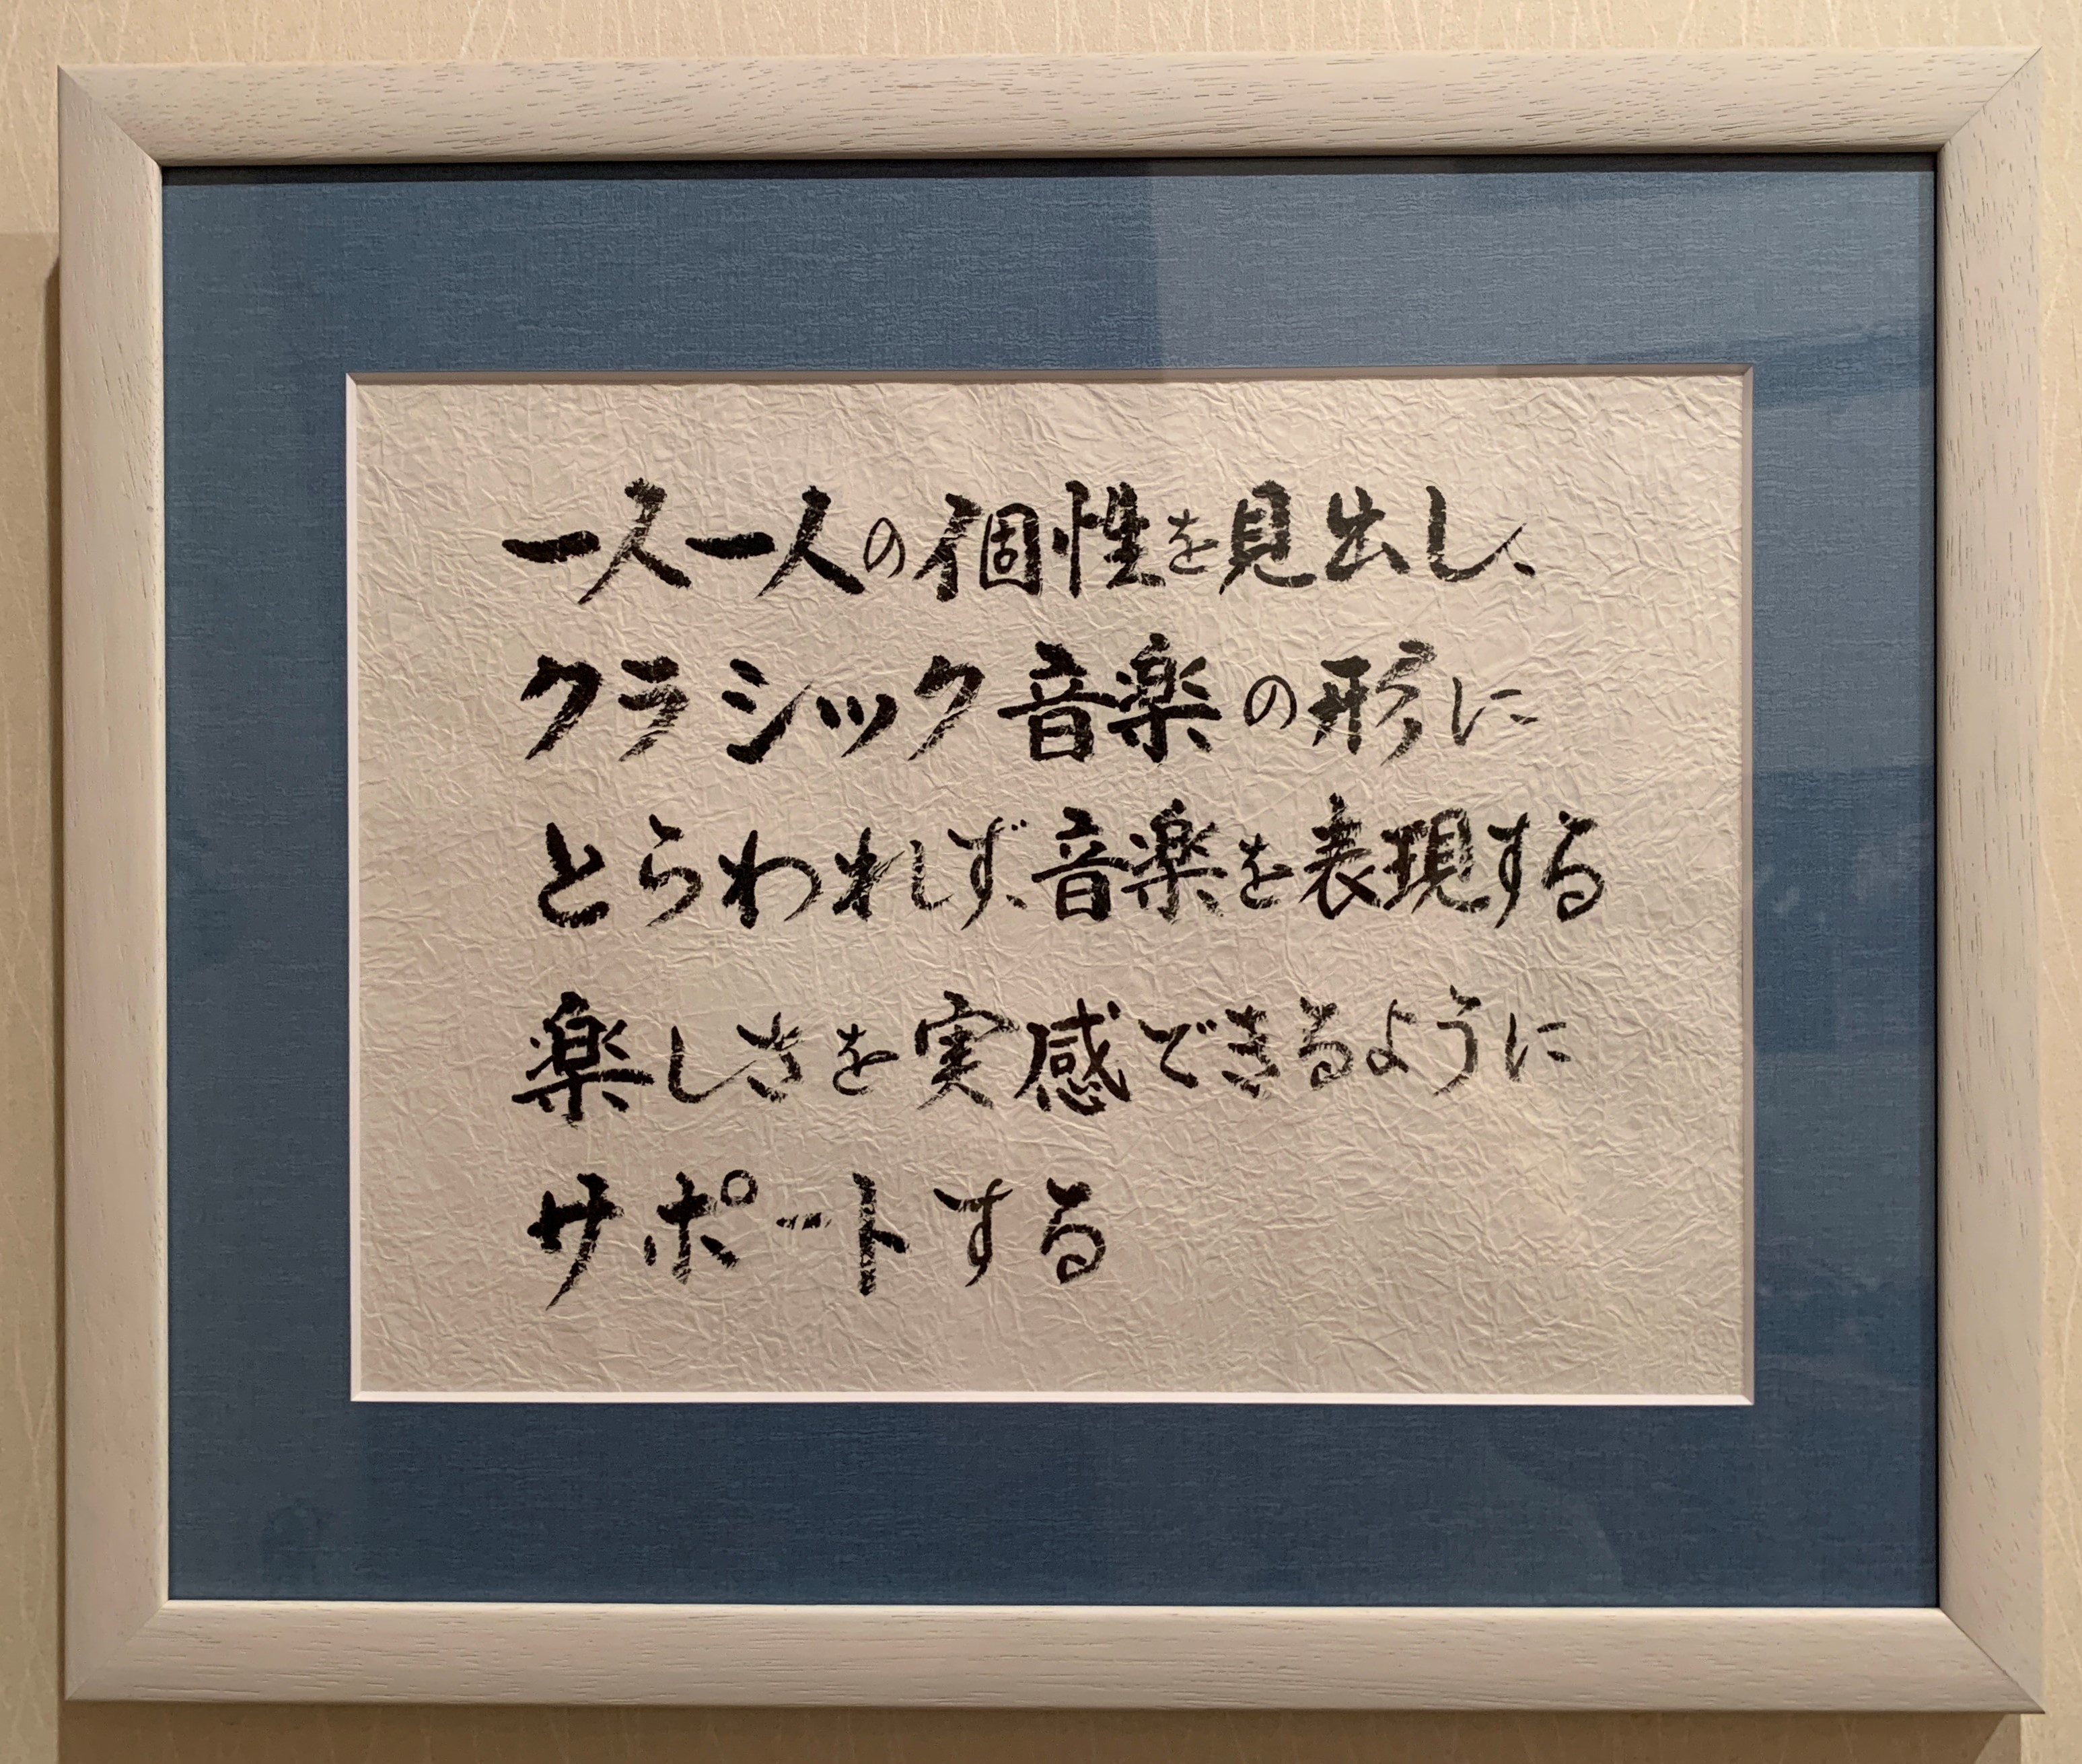 一人一人の個性を見出し、
クラシック音楽の形に
とらわれず、音楽を表現する
楽しさを実感できるように
サポートする